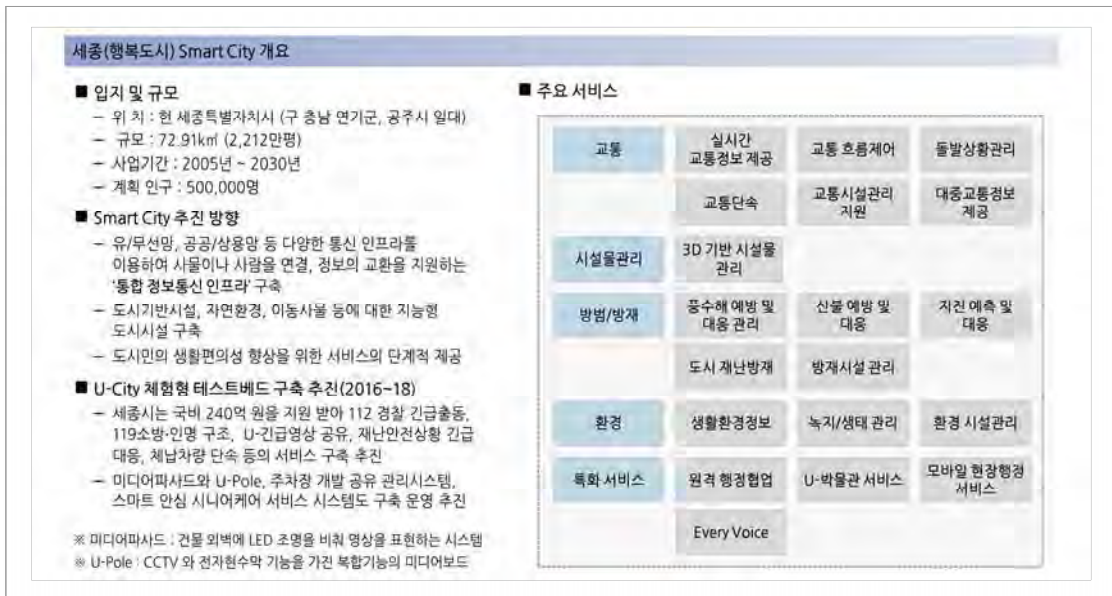 세종(행복도시) Smart City 개요
■ 입지 및 규모
– 위 치 : 현 세종특별자치시 (구 충남 연기군, 공주시 일대)
– 규모 : 72.91㎢ (2,212만평)
– 사업기간 : 2005년 ~ 2030년
– 계획 인구 : 500,000명
■ Smart City 추진 방향
– 유/무선망, 공공/상용망 등 다양한 통신 인프라를
이용하여 사물이나 사람을 연결, 정보의 교환을 지원하는
‘통합 정보통신 인프라’ 구축
– 도시기반시설, 자연환경, 이동사물 등에 대한 지능형
도시시설 구축
– 도시민의 생활편의성 향상을 위한 서비스의 단계적 제공
■ U-City 체험형 테스트베드 구축 추진(2016~18)
– 세종시는 국비 240억 원을 지원 받아 112 경찰 긴급출동,
119소방·인명 구조, U-긴급영상 공유, 재난안전상황 긴급
대응, 체납차량 단속 등의 서비스 구축 추진
– 미디어파사드와 U-Pole, 주차장 개발 공유 관리시스템,
스마트 안심 시니어케어 서비스 시스템도 구축 운영 추진
※ 미디어파사드 : 건물 외벽에 LED 조명을 비춰 영상을 표현하는 시스템
※ U-Pole : CCTV 와 전자현수막 기능을 가진 복합기능의 미디어보드
■ 주요 서비스
교통
실시간
교통정보 제공
교통 흐름제어
돌발상황관리
교통단속
교통시설관리
지원
대중교통정보
제공
시설물관리
3D 기반 시설물
관리
방범/방재
풍수해 예방 및
대응 관리
산불 예방 및
대응
지진 예측 및
대응
도시 재난방재
방재시설 관리
환경
생활환경정보
녹지/생태 관리
환경 시설관리
특화 서비스
원격 행정협업
U-박물관 서비스
모바일 현장행정
서비스
Every Voice